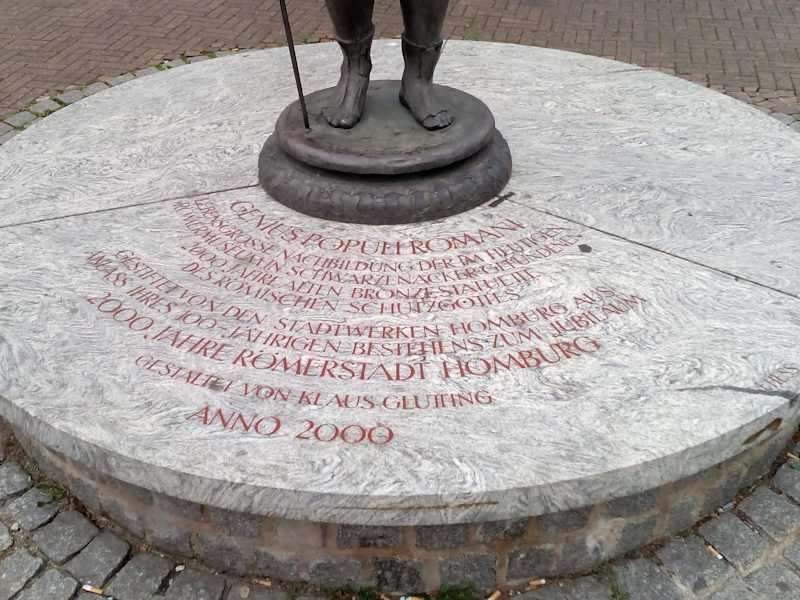 GENIUS POPULI ROMANI
LEBENSGROSSE NACHBILDUNG DER IM HEUTIGEN
RÖMERMUSEUM SCHWARZENACKER GEFUNDENEN
2000 JAHRE ALTEN BRONZESTATUETTE
DES RÖMISCHEN SCHUTZGOTTES
GESTIFTET VON DEN STADTWERKEN HOMBURG AUS
ANLASS IHRES 100-JÄHRIGEN BESTEHENS ZUM JUBILÄUM
2000 JAHRE RÖMERSTADT HOMBURG
GESTALTET VON KLAUS GLUTTING
ANNO 2000